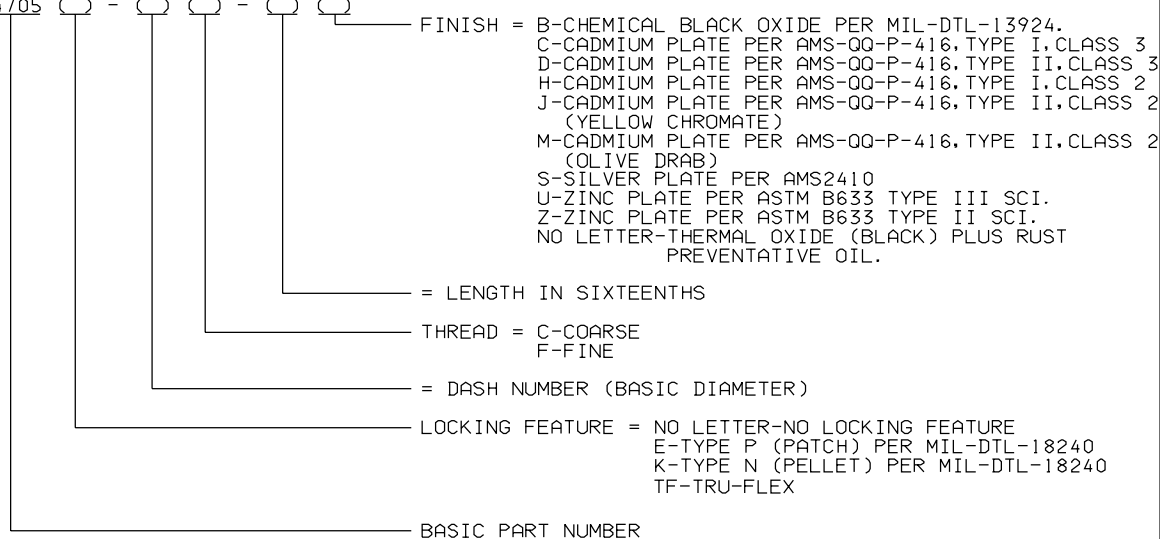 FINISH = B-CHEMICAL BLACK OXIDE PER MIL-DTL-13924.
C-CADMIUM PLATE PER AMS-QQ-P-416,TYPE I,CLASS 3
D-CADMIUM PLATE PER AMS-QQ-P-416,TYPE II,CLASS 3
H-CADMIUM PLATE PER AMS-QQ-P-416,TYPE I,CLASS 2
J-CADMIUM PLATE PER AMS-QQ-P-416,TYPE II,CLASS 2
(YELLOW CHROMATE)
M-CADMIUM PLATE PER AMS-QQ-P-416,TYPE II,CLASS 2
(OLIVE DRAB)
S-SILVER PLATE PER AMS2410
U-ZINC PLATE PER ASTM B633 TYPE III SC1.
Z-ZINC PLATE PER ASTM B633 TYPE II SC1.
NO LETTER-THERMAL OXIDE (BLACK) PLUS RUST
PREVENTATIVE OIL.
= LENGTH IN SIXTEENTHS
THREAD = C-COARSE
F-FINE
= DASH NUMBER (BASIC DIAMETER)
LOCKING FEATURE = NO LETTER-NO LOCKING FEATURE
E-TYPE P (PATCH) PER MIL-DTL-18240
K-TYPE N (PELLET) PER MIL-DTL-18240
TF-TRU-FLEX
BASIC PART NUMBER